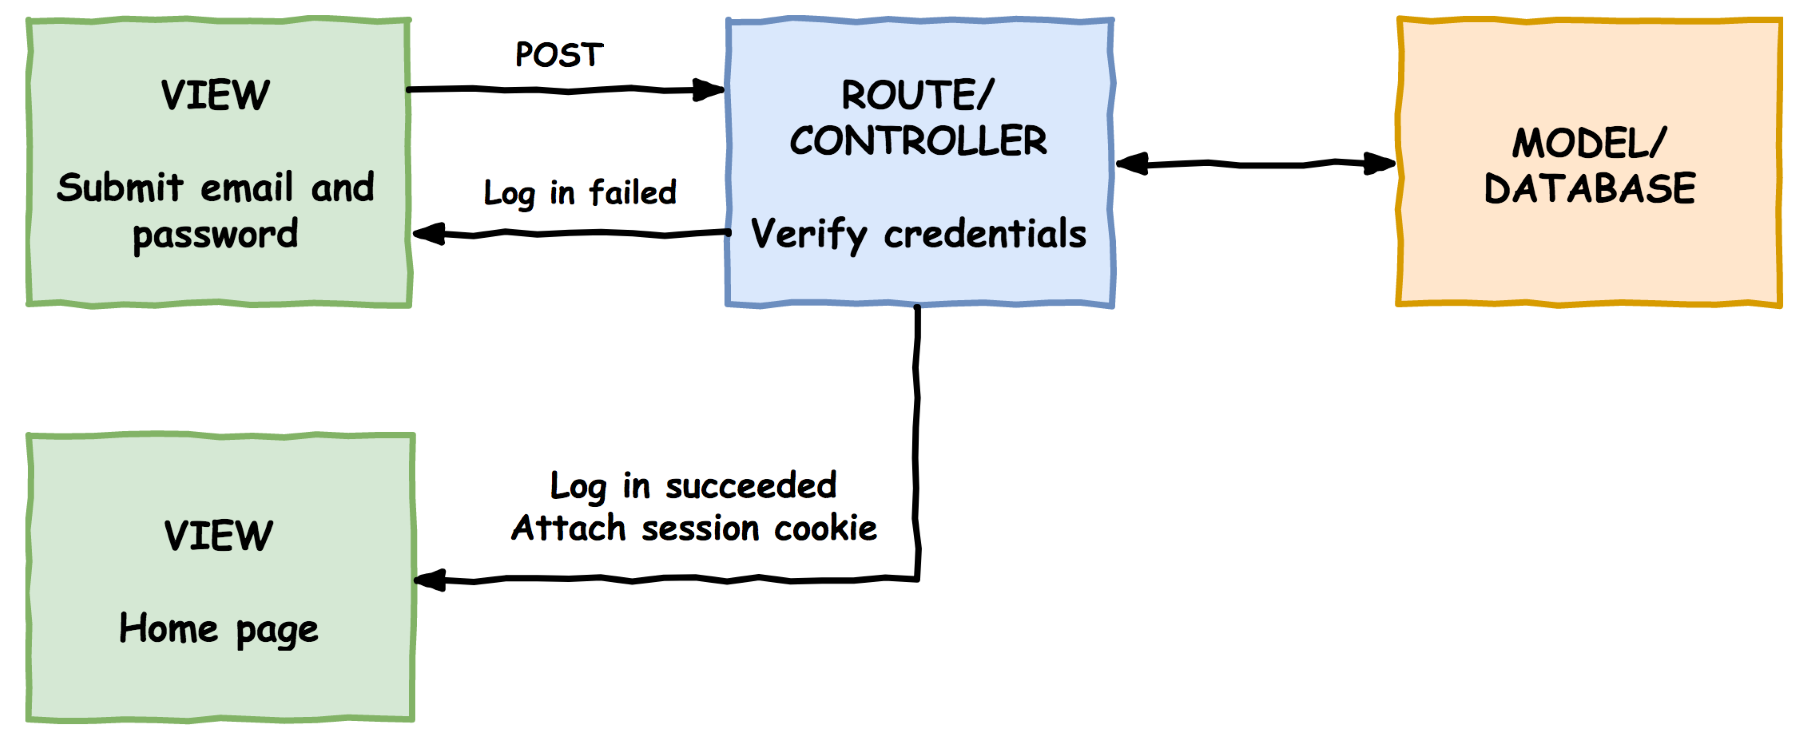 VIEW
Submit email and
password
POST
Log in failed
ROUTE/
CONTROLLER
Verify credentials
MODEL/
DATABASE
Log in succeeded
Attach session cookie
VIEW
Home page